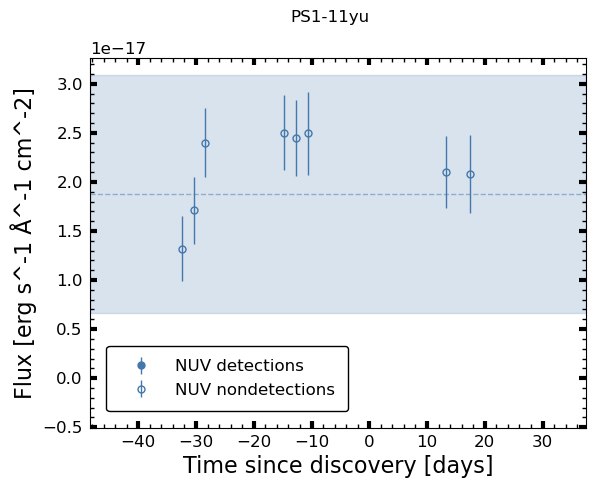 PS1-11yu
1e−17
3.0
2.5
2.0
1.5
1.0
0.5
0.0
−0.5
Flux [erg s^-1 Å^-1 cm^-2]
NUV detections
NUV nondetections
−40 −30 −20 −10 0 10 20 30
Time since discovery [days]